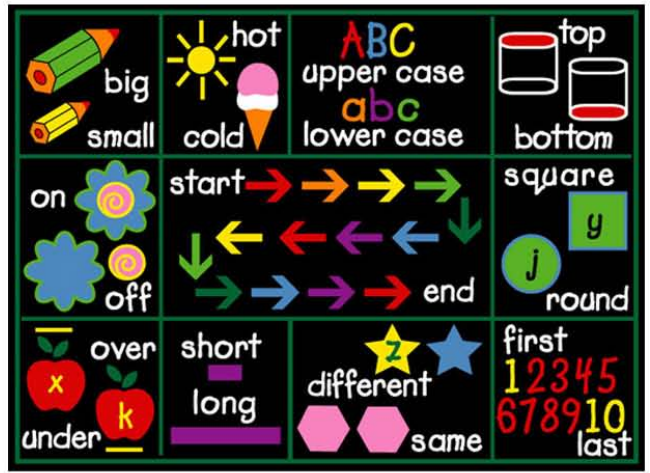 big
small
hot
cold
ABC
upper case
abc
lower case
top
bottom
on
off
start
end
square
y
j
round
over
x
k
under
short
long
z
different
same
first
12345
678910
last